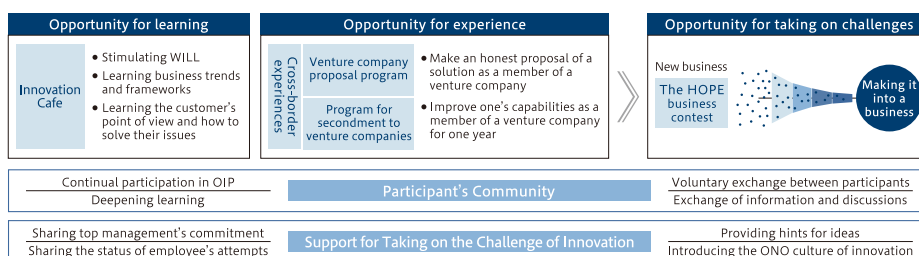 Opportunity for learning
Innovation
Cafe
• Stimulating WILL
• Learning business trends
and frameworks
• Learning the customer's
point of view and how to
solve their issues
Opportunity for experience
Cross-border
experiences
Venture company
proposal program
• Make an honest proposal of a
solution as a member of a
venture company
Program for
secondment to
venture companies
• Improve one's capabilities as a
member of a venture company
for one year
Opportunity for taking on challenges
New business
The HOPE
business
contest
Making it
into a
business
Continual participation in OIP
Deepening learning
Participant's Community
Voluntary exchange between participants
Exchange of information and discussions
Sharing top management's commitment
Sharing the status of employee's attempts
Support for Taking on the Challenge of Innovation
Providing hints for ideas
Introducing the ONO culture of innovation